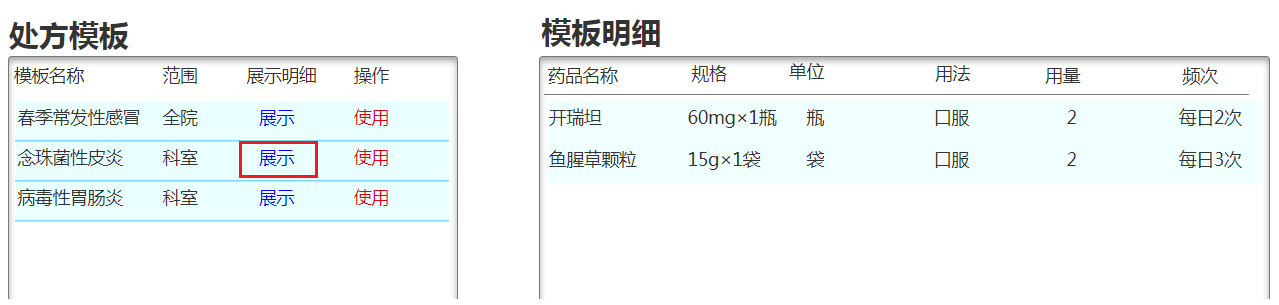 处方模板
模板名称 范围 展示明细 操作
春季常发性感冒 全院 展示 使用
念珠菌性皮炎 科室 展示 使用
病毒性胃肠炎 科室 展示 使用
模板明细
药品名称 规格 单位 用法 用量 频次
开瑞坦 60mg×1瓶 瓶 口服 2 每日2次
鱼腥草颗粒 15g×1袋 袋 口服 2 每日3次